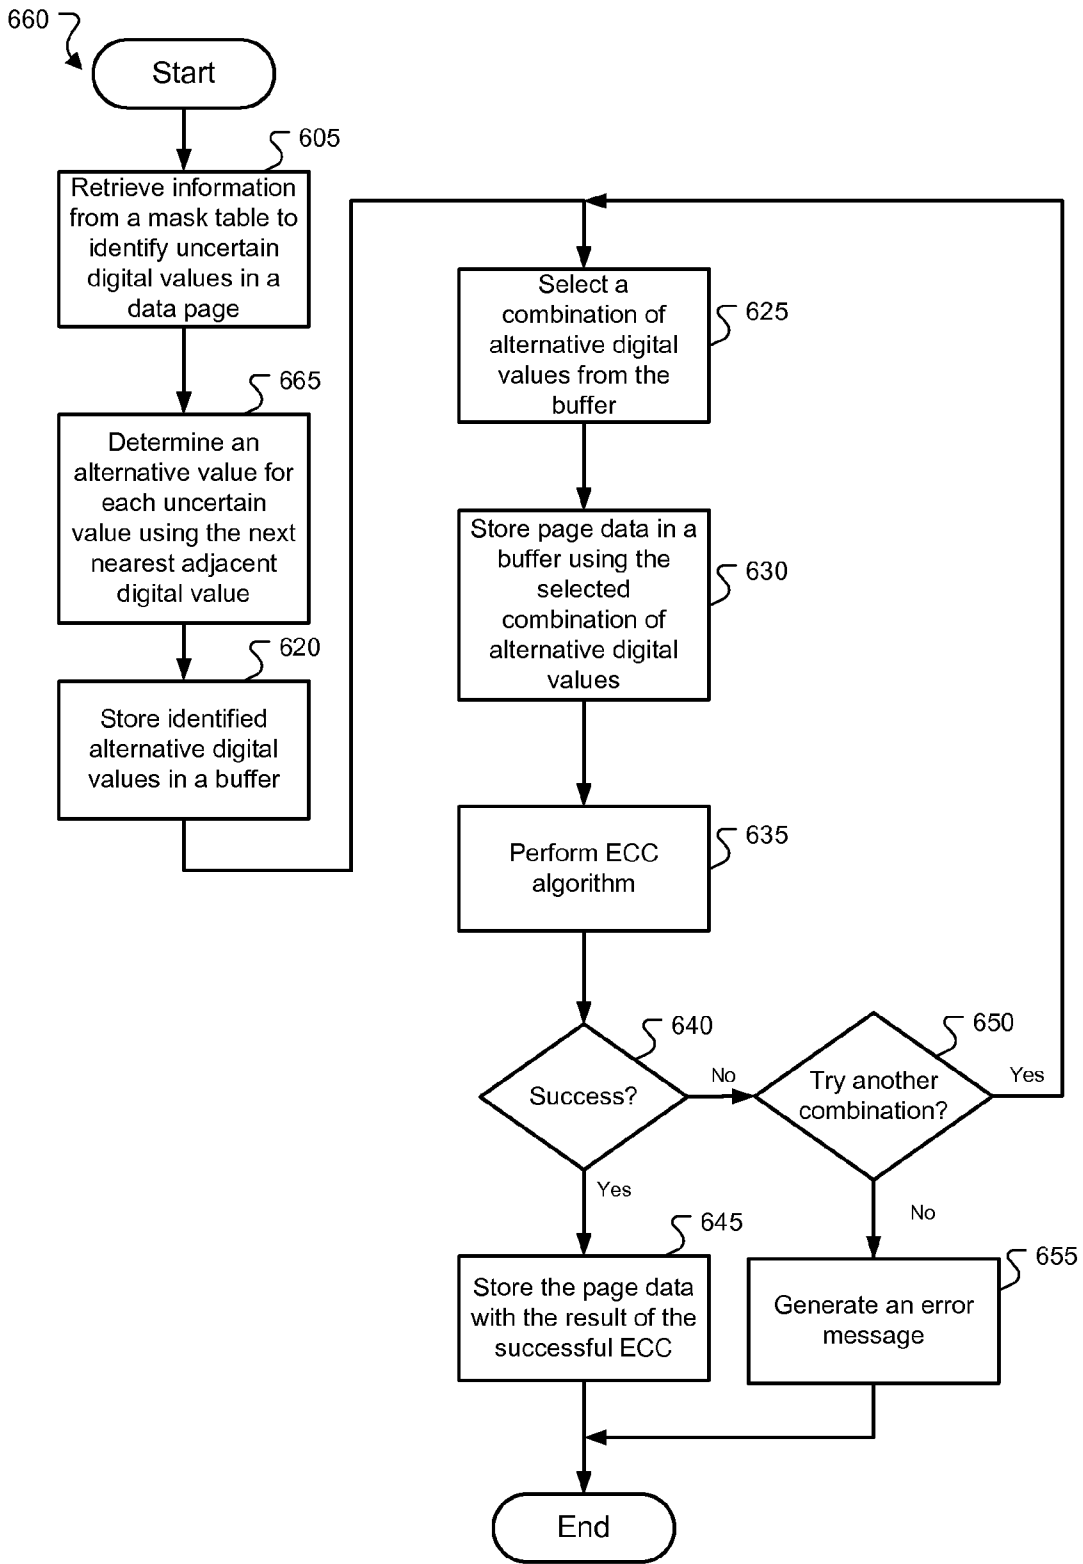 660
Start
605
Retrieve information
from a mask table to
identify uncertain
digital values in a
data page
665
Determine an
alternative value for
each uncertain
value using the next
nearest adjacent
digital value
620
Store identified
alternative digital
values in a buffer
625
Select a
combination of
alternative digital
values from the
buffer
630
Store page data in a
buffer using the
selected
combination of
alternative digital
values
635
Perform ECC
algorithm
640
Success?
No
Yes
650
Try another
combination?
Yes
No
645
Store the page data
with the result of the
successful ECC
655
Generate an error
message
End